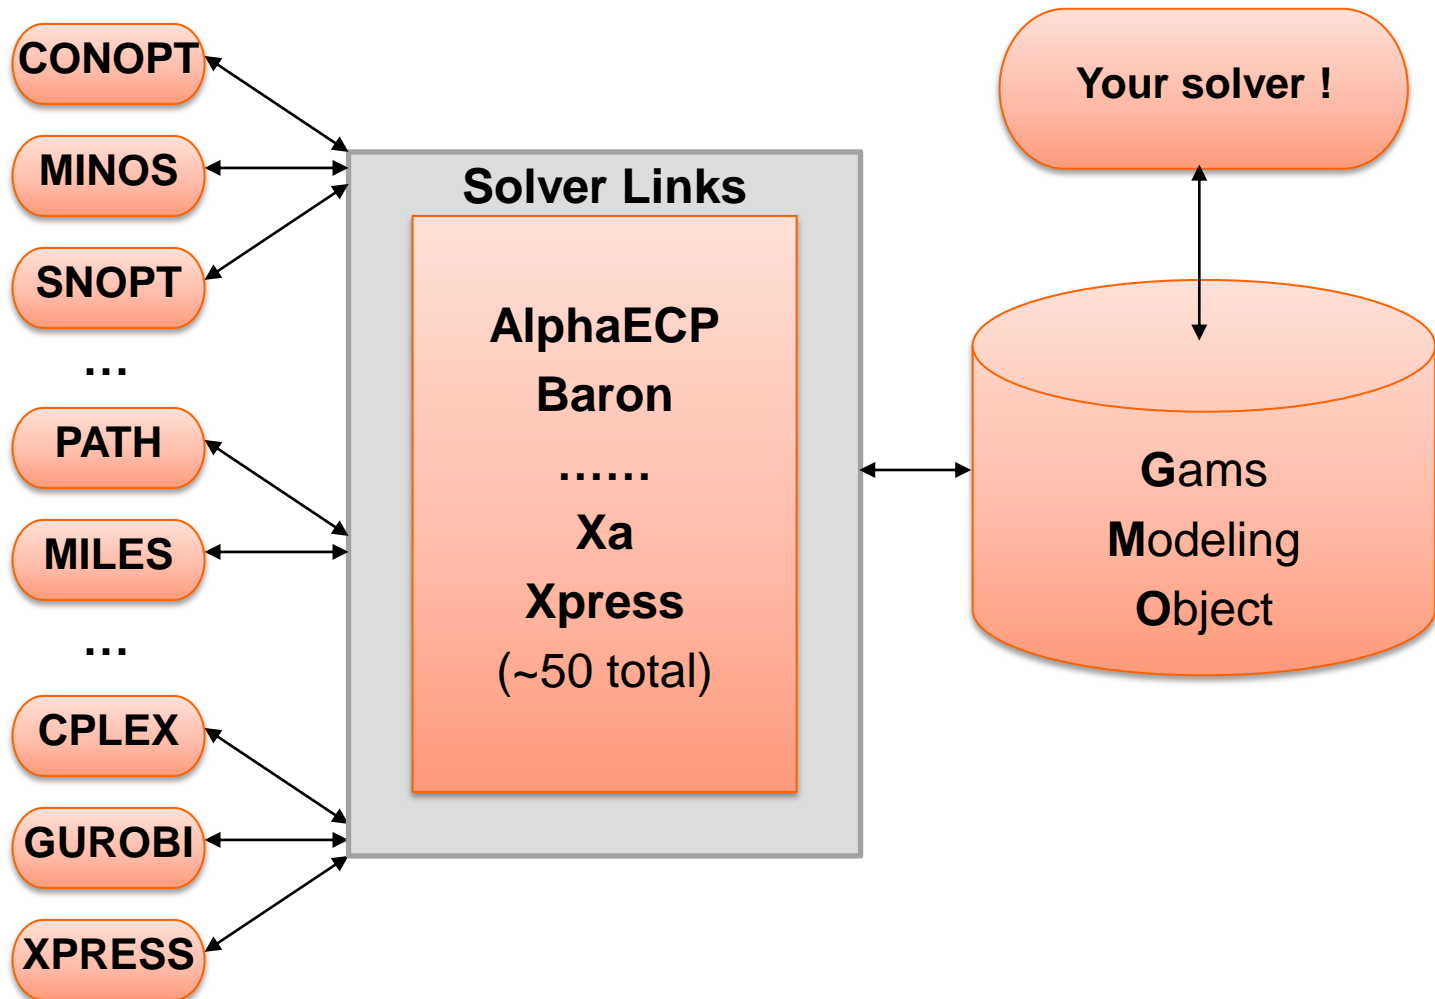 CONOPT
MINOS
SNOPT
...
PATH
MILES
...
CPLEX
GUROBI
XPRESS
Solver Links
AlphaECP
Baron
......
Xa
Xpress
(~50 total)
Your solver !
Gams
Modeling
Object